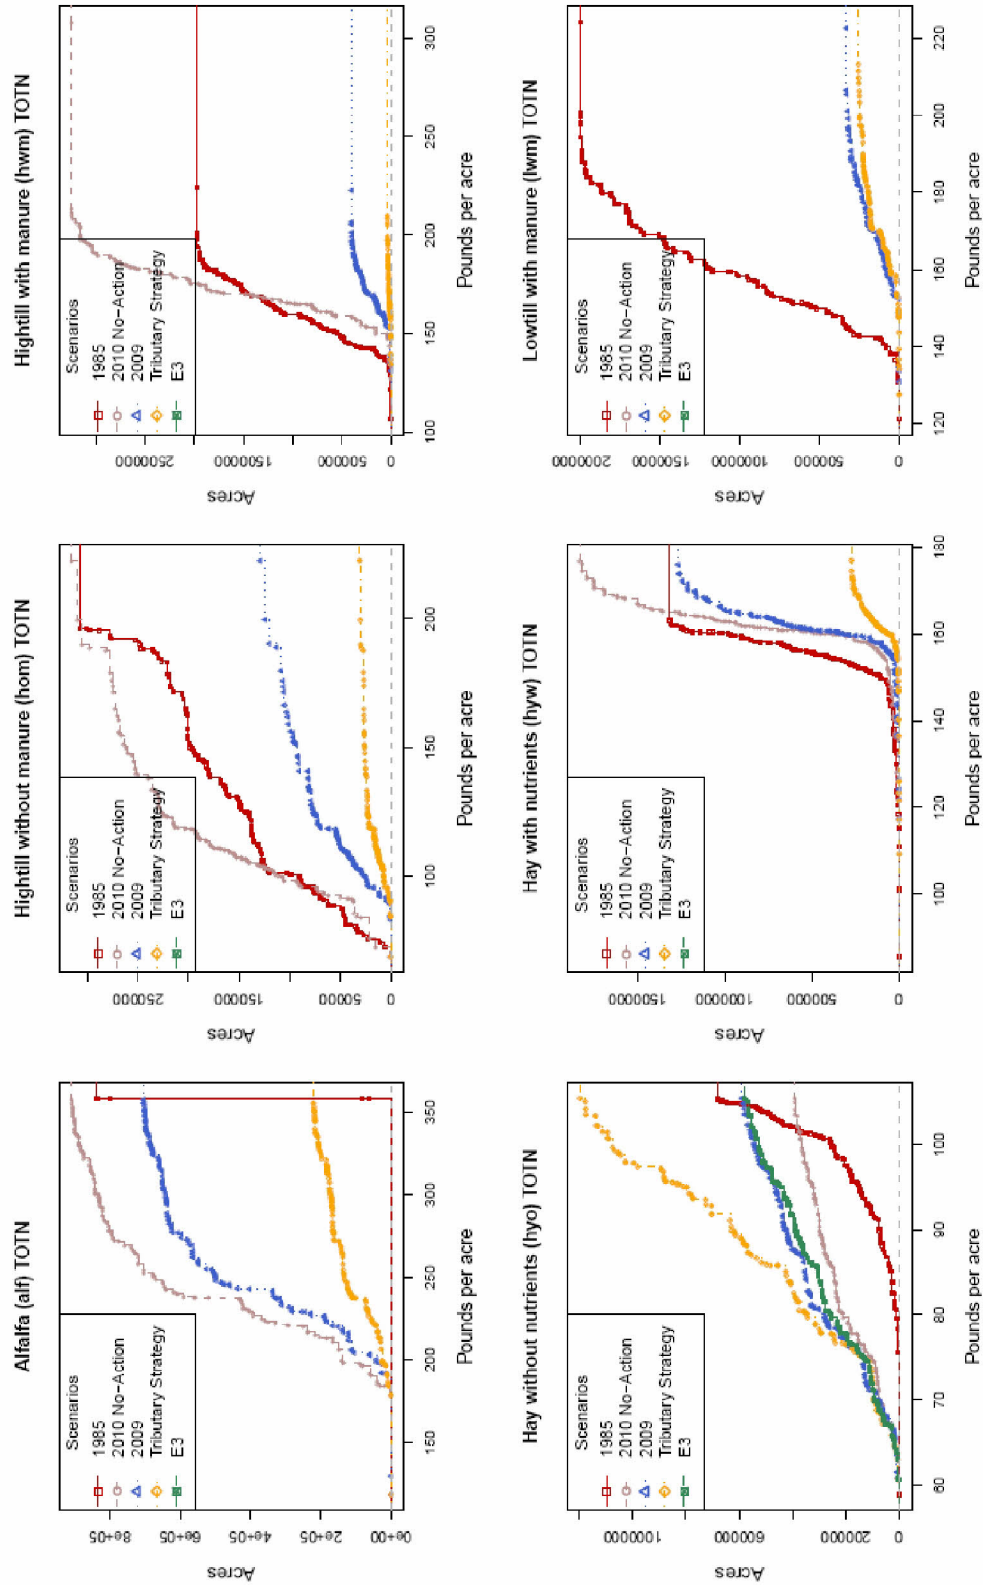 Alfalfa (alf) TOTN
Acres
0e+00 2e+05 4e+05 6e+05 8e+05
Scenarios
1985
2010 No-Action
2009
Tributary Strategy
E3
150 200 250 300 350
Pounds per acre
Hightill without manure (hom) TOTN
Acres
0 50000 150000 250000
Scenarios
1985
2010 No-Action
2009
Tributary Strategy
E3
100 150 200
Pounds per acre
Hightill with manure (hwm) TOTN
Acres
0 500000 1500000 2500000
Scenarios
1985
2010 No-Action
2009
Tributary Strategy
E3
100 150 200 250 300
Pounds per acre
Hay without nutrients (hyo) TOTN
Acres
0 200000 600000 1000000
Scenarios
1985
2010 No-Action
2009
Tributary Strategy
E3
60 70 80 90 100
Pounds per acre
Hay with nutrients (hyw) TOTN
Acres
0 500000 1000000 1500000
Scenarios
1985
2010 No-Action
2009
Tributary Strategy
E3
100 120 140 160 180
Pounds per acre
Lowtill with manure (lwm) TOTN
Acres
0 500000 1000000 1500000 2000000
Scenarios
1985
2010 No-Action
2009
Tributary Strategy
E3
120 140 160 180 200 220
Pounds per acre